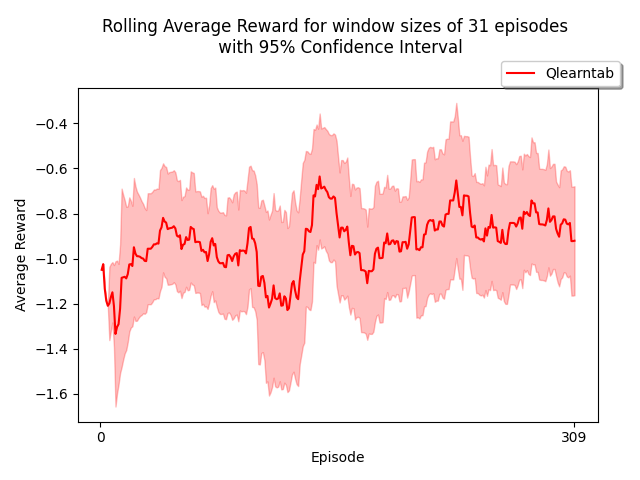 Rolling Average Reward for window sizes of 31 episodes
with 95% Confidence Interval
Qlearntab
−0.4
−0.6
−0.8
−1.0
−1.2
−1.4
−1.6
Average Reward
0
309
Episode